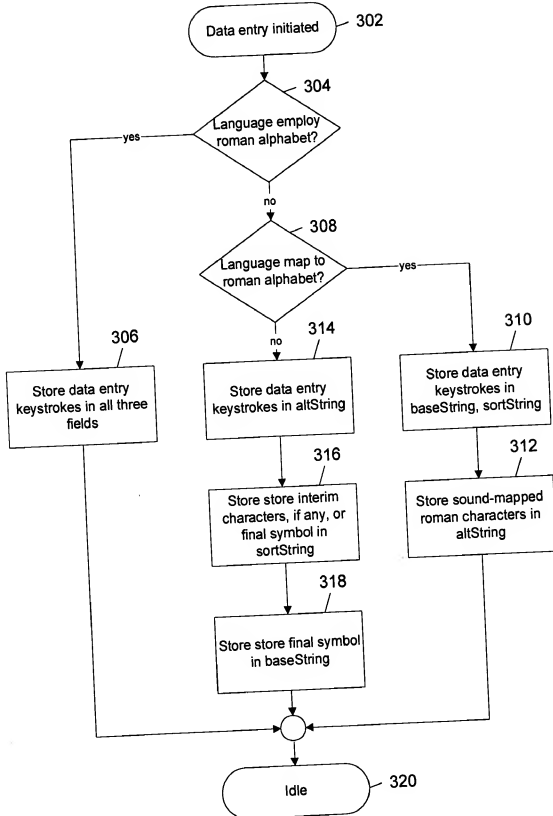 Data entry initiated
302
304
Language employ
roman alphabet?
yes
no
308
Language map to
roman alphabet?
yes
no
306
Store data entry
keystrokes in all three
fields
314
Store data entry
keystrokes in altString
310
Store data entry
keystrokes in
baseString, sortString
316
Store store interim
characters, if any, or
final symbol in
sortString
312
Store sound-mapped
roman characters in
altString
318
Store store final symbol
in baseString
Idle
320